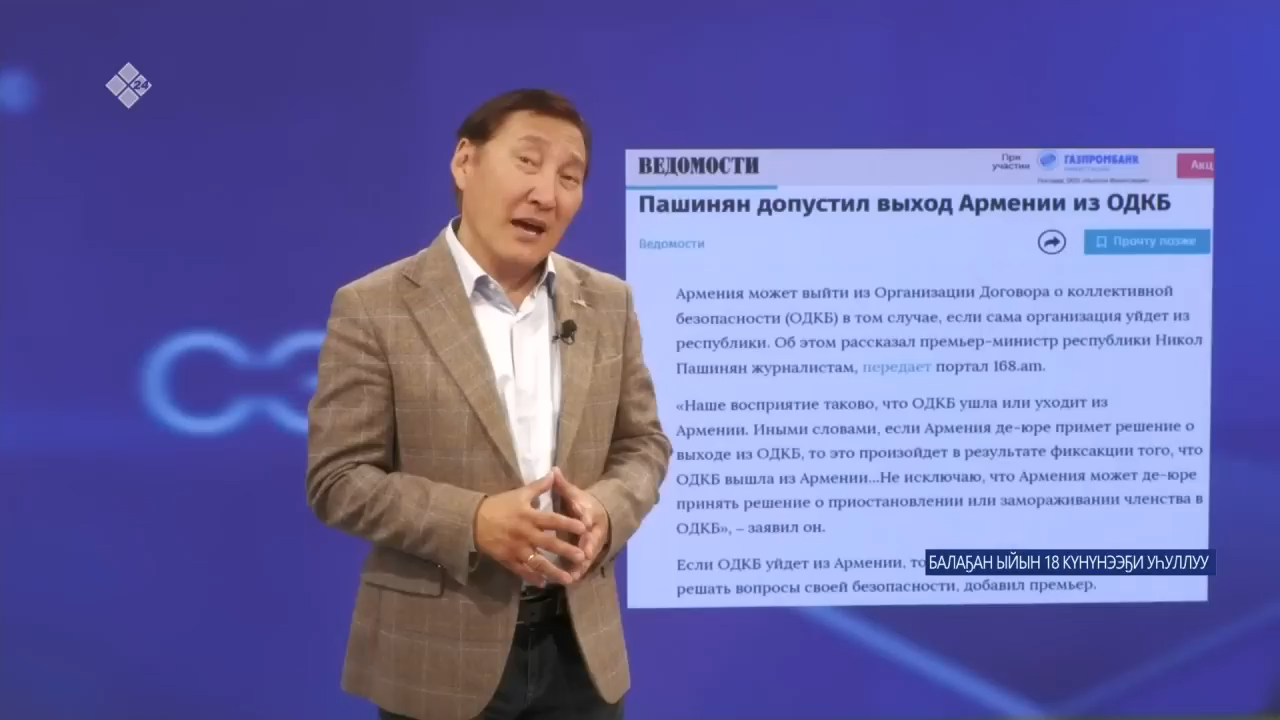 24
ВЕДОМОСТИ
При участии
ГАЗПРОМБАНК
Акц
Пашинян допустил выход Армении из ОДКБ
Ведомости
Прочту позже
Армения может выйти из Организации Договора о коллективной
безопасности (ОДКБ) в том случае, если сама организация уйдет из
республики. Об этом рассказал премьер-министр республики Никол
Пашинян журналистам, передает портал 168.am.
«Наше восприятие таково, что ОДКБ ушла или уходит из
Армении. Иными словами, если Армения де-юре примет решение о
выходе из ОДКБ, то это произойдет в результате фиксации того, что
ОДКБ вышла из Армении...Не исключаю, что Армения может де-юре
принять решение о приостановлении или замораживании членства в
ОДКБ», – заявил он.
Если ОДКБ уйдет из Армении, то
решать вопросы своей безопасности, добавил премьер.
БАЛАҔАН ЫЙЫН 18 КҮНҮНЭЭҔИ УҺУЛЛУУ